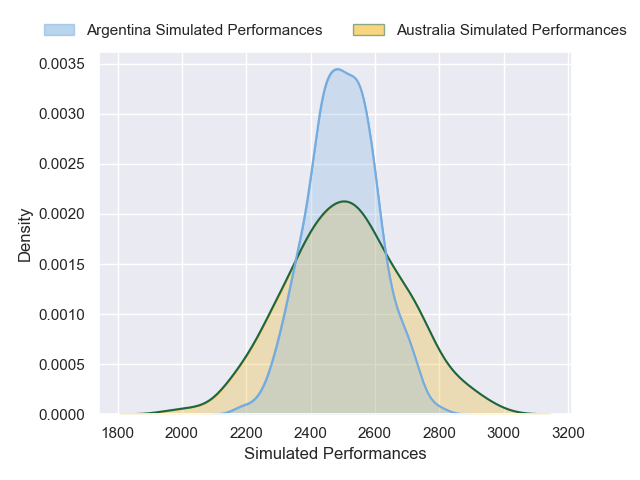 Argentina Simulated Performances Australia Simulated Performances
0.0035
0.0030
0.0025
0.0020
0.0015
0.0010
0.0005
0.0000
Density
1800 2000 2200 2400 2600 2800 3000 3200
Simulated Performances